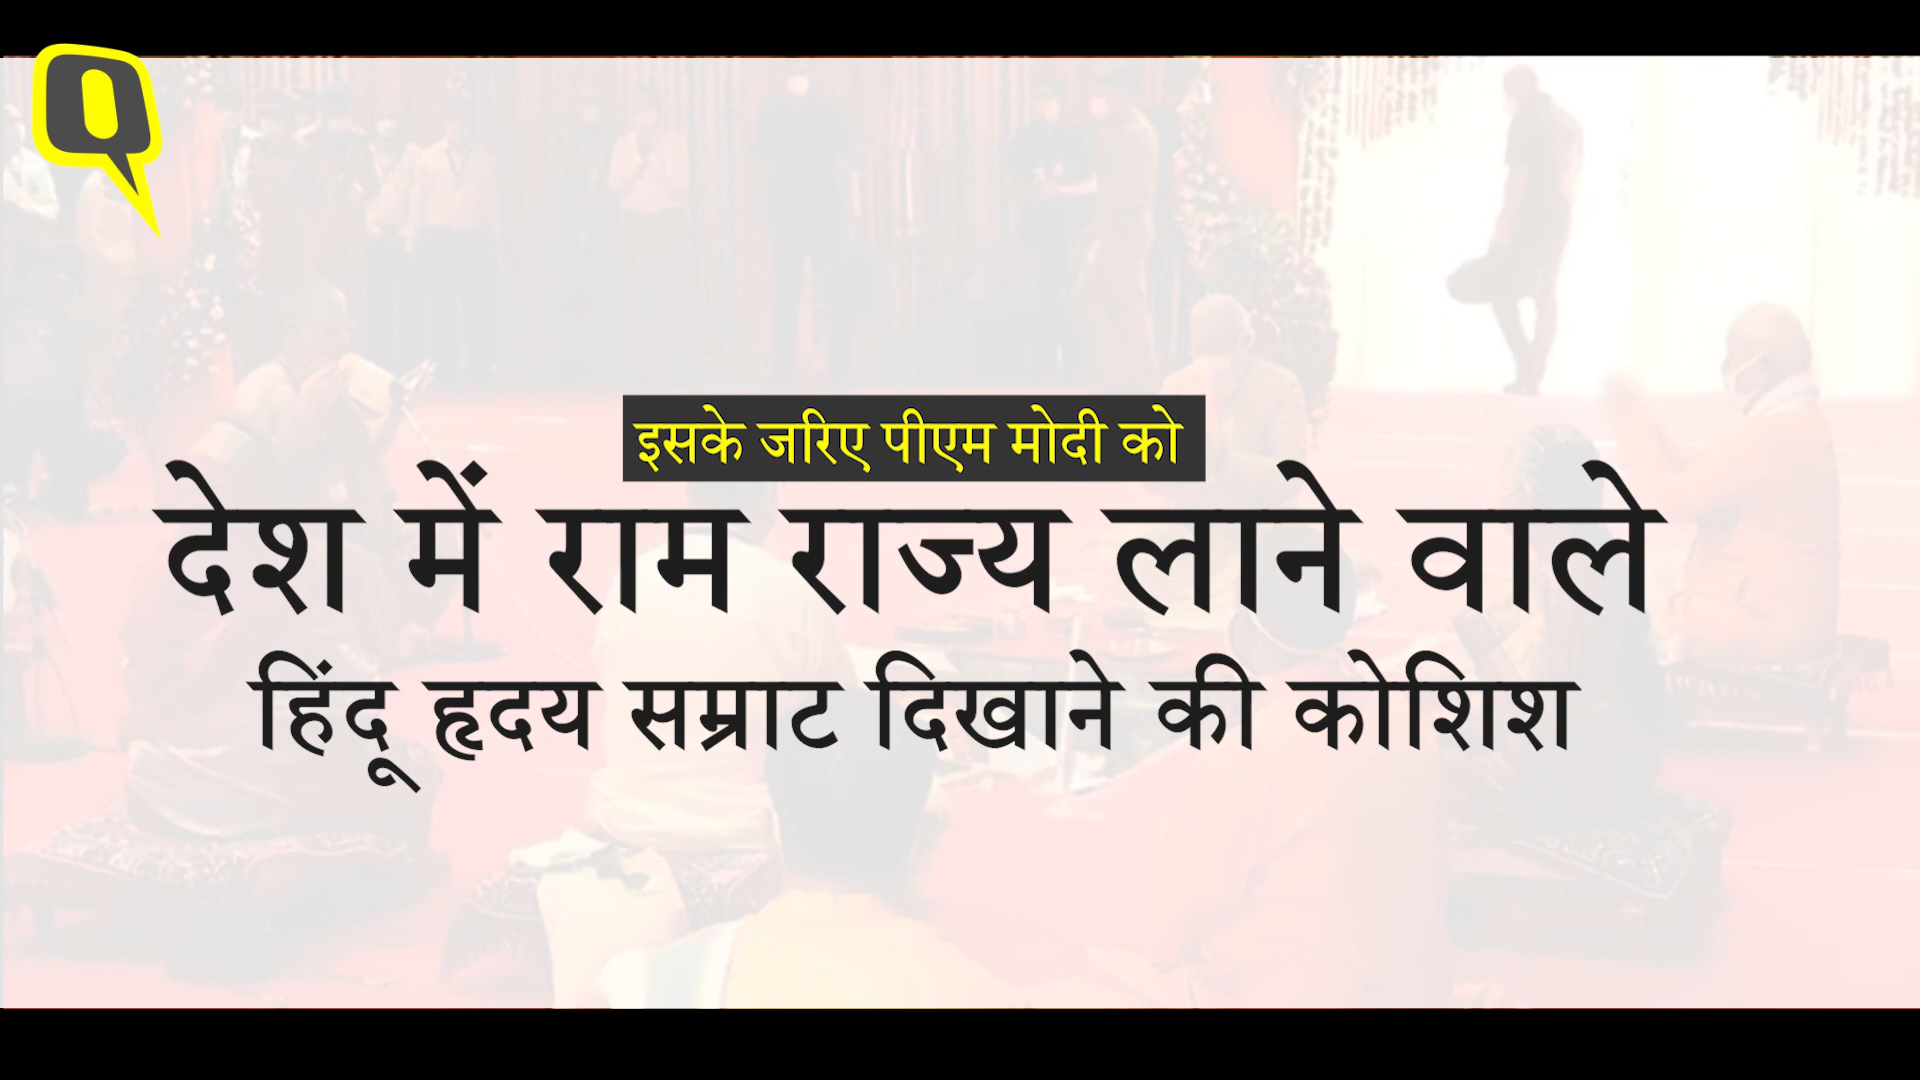 इसके जरिए पीएम मोदी को
देश में राम राज्य लाने वाले
हिंदू हृदय सम्राट दिखाने की कोशिश